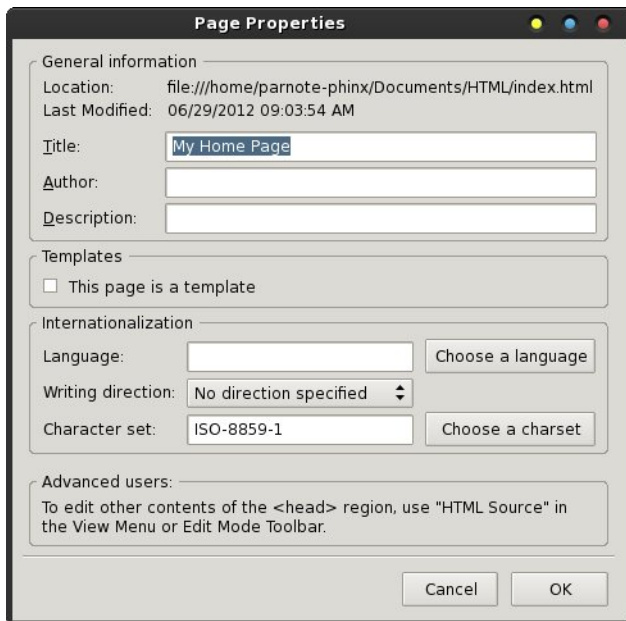 Page Properties
General information
Location: file:///home/parnote-phinx/Documents/HTML/index.html
Last Modified: 06/29/2012 09:03:54 AM
Title: My Home Page
Author:
Description:
Templates
This page is a template
Internationalization
Language: Choose a language
Writing direction: No direction specified
Character set: ISO-8859-1 Choose a charset
Advanced users:
To edit other contents of the <head> region, use "HTML Source" in
the View Menu or Edit Mode Toolbar.
Cancel OK